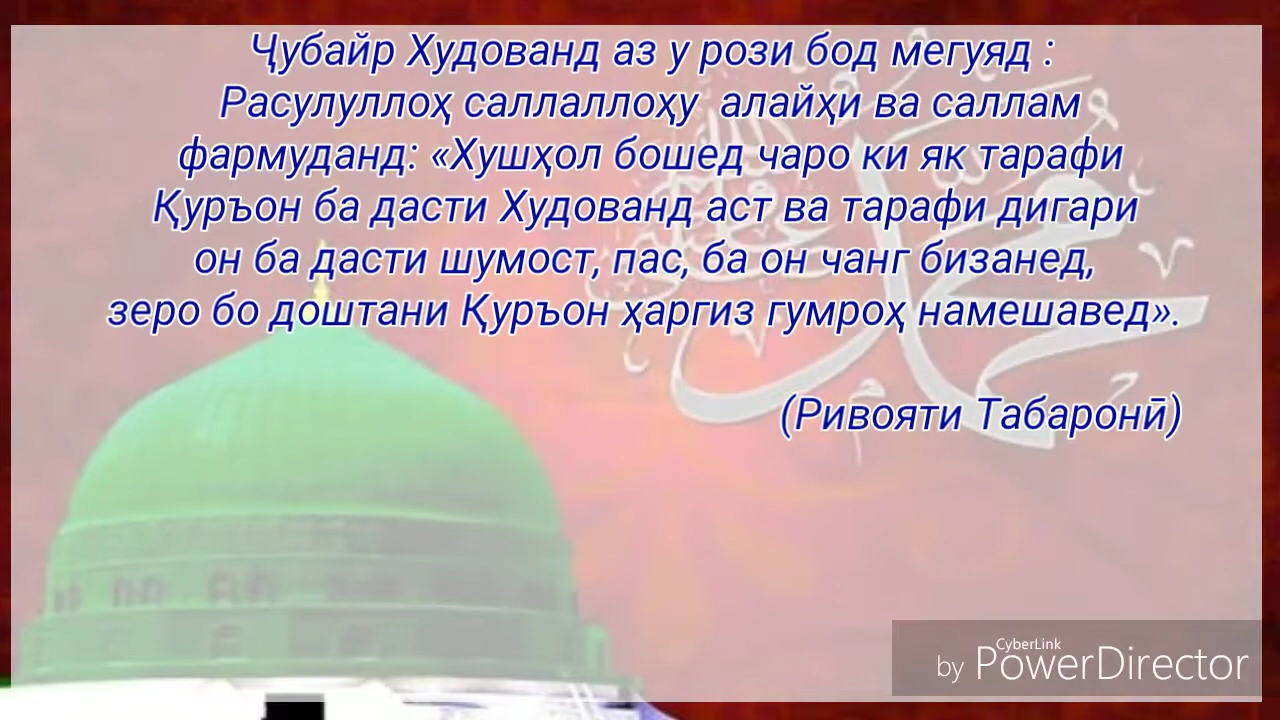 Ҷубайр Худованд аз у рози бод мегуяд :
Расулуллоҳ саллаллоҳу алайҳи ва саллам
фармуданд: «Хушҳол бошед чаро ки як тарафи
Қуръон ба дасти Худованд аст ва тарафи дигари
он ба дасти шумост, пас, ба он чанг бизанед,
зеро бо доштани Қуръон ҳаргиз гумроҳ намешавед».
(Ривояти Табаронӣ)
محمد
CyberLink
by PowerDirector